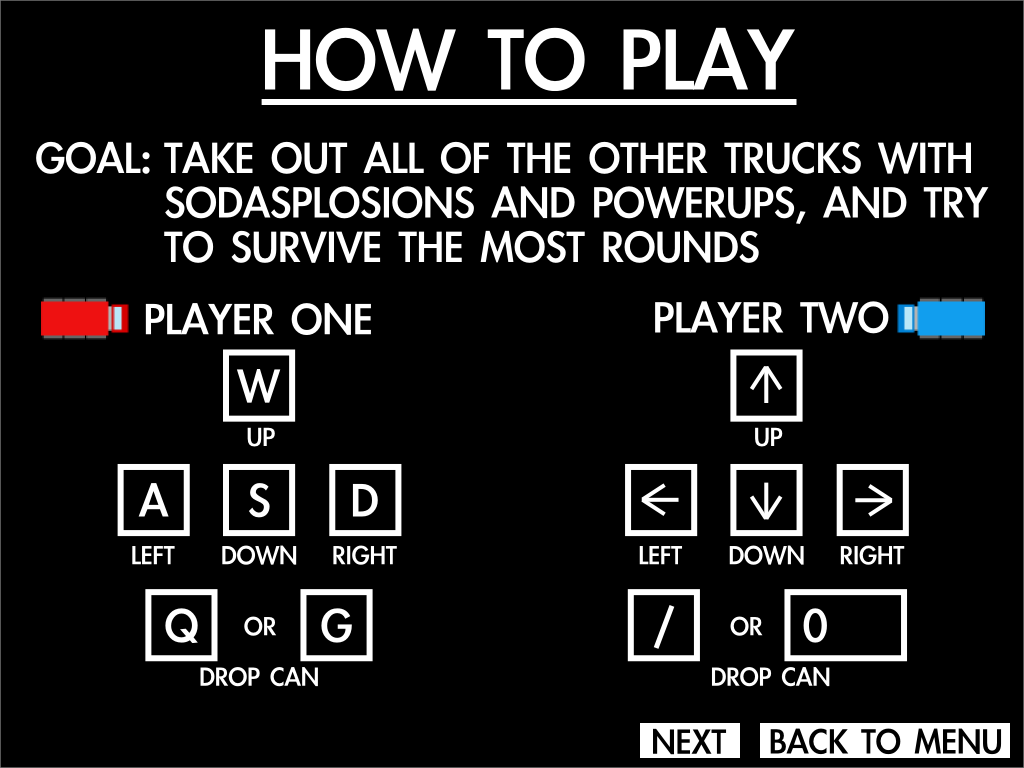 HOW TO PLAY
GOAL: TAKE OUT ALL OF THE OTHER TRUCKS WITH
SODASPLOSIONS AND POWERUPS, AND TRY
TO SURVIVE THE MOST ROUNDS
PLAYER ONE
W
UP
A S D
LEFT DOWN RIGHT
Q OR G
DROP CAN
PLAYER TWO
↑
UP
← ↓ →
LEFT DOWN RIGHT
/ OR 0
DROP CAN
NEXT BACK TO MENU